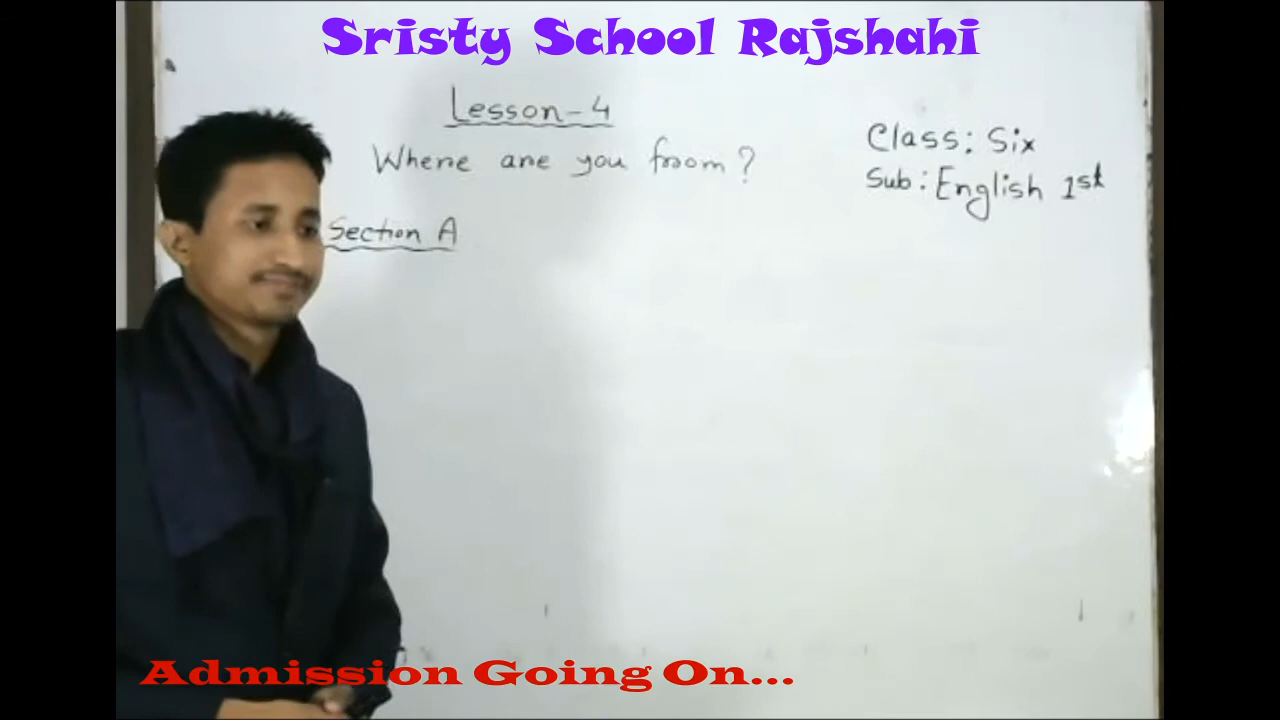 Sristy School Rajshahi
Lesson-4
Where are you from?
Section A
Class: Six
Sub: English 1st
Admission Going On...